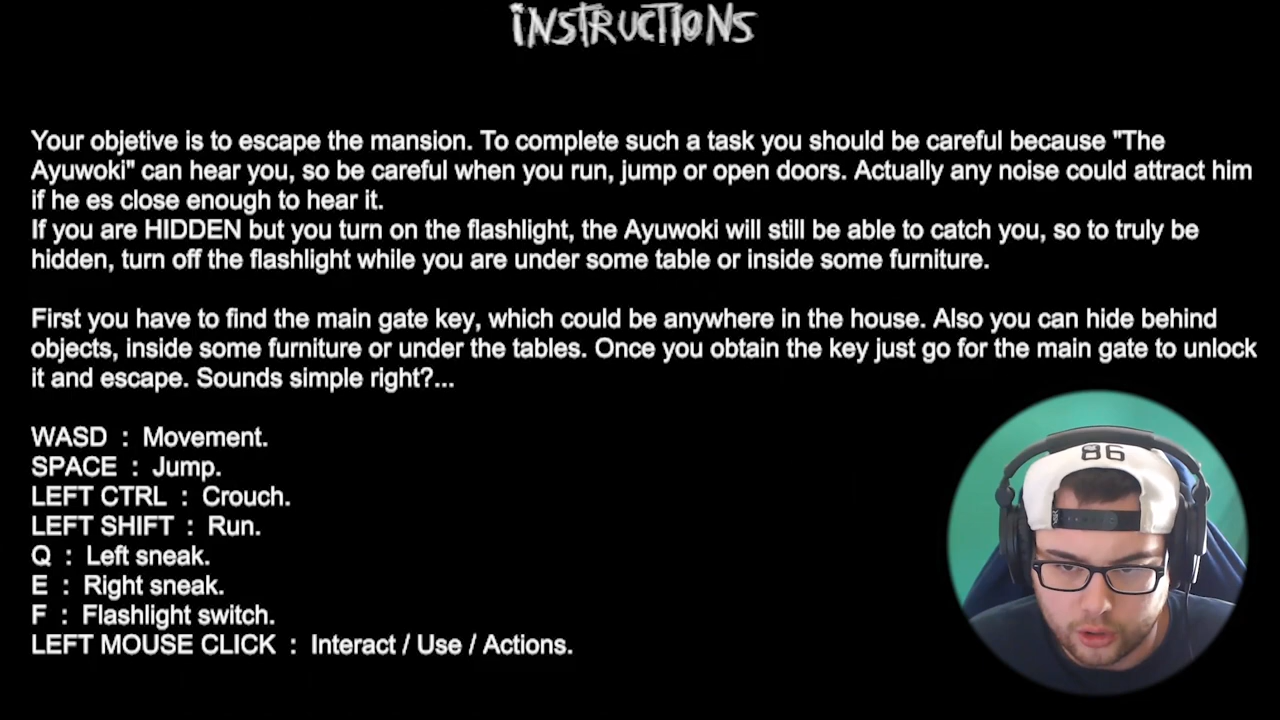 INSTRUCTIONS
Your objetive is to escape the mansion. To complete such a task you should be careful because "The
Ayuwoki" can hear you, so be careful when you run, jump or open doors. Actually any noise could attract him
if he es close enough to hear it.
If you are HIDDEN but you turn on the flashlight, the Ayuwoki will still be able to catch you, so to truly be
hidden, turn off the flashlight while you are under some table or inside some furniture.
First you have to find the main gate key, which could be anywhere in the house. Also you can hide behind
objects, inside some furniture or under the tables. Once you obtain the key just go for the main gate to unlock
it and escape. Sounds simple right?...
WASD : Movement.
SPACE : Jump.
LEFT CTRL : Crouch.
LEFT SHIFT : Run.
Q : Left sneak.
E : Right sneak.
F : Flashlight switch.
LEFT MOUSE CLICK : Interact / Use / Actions.
86